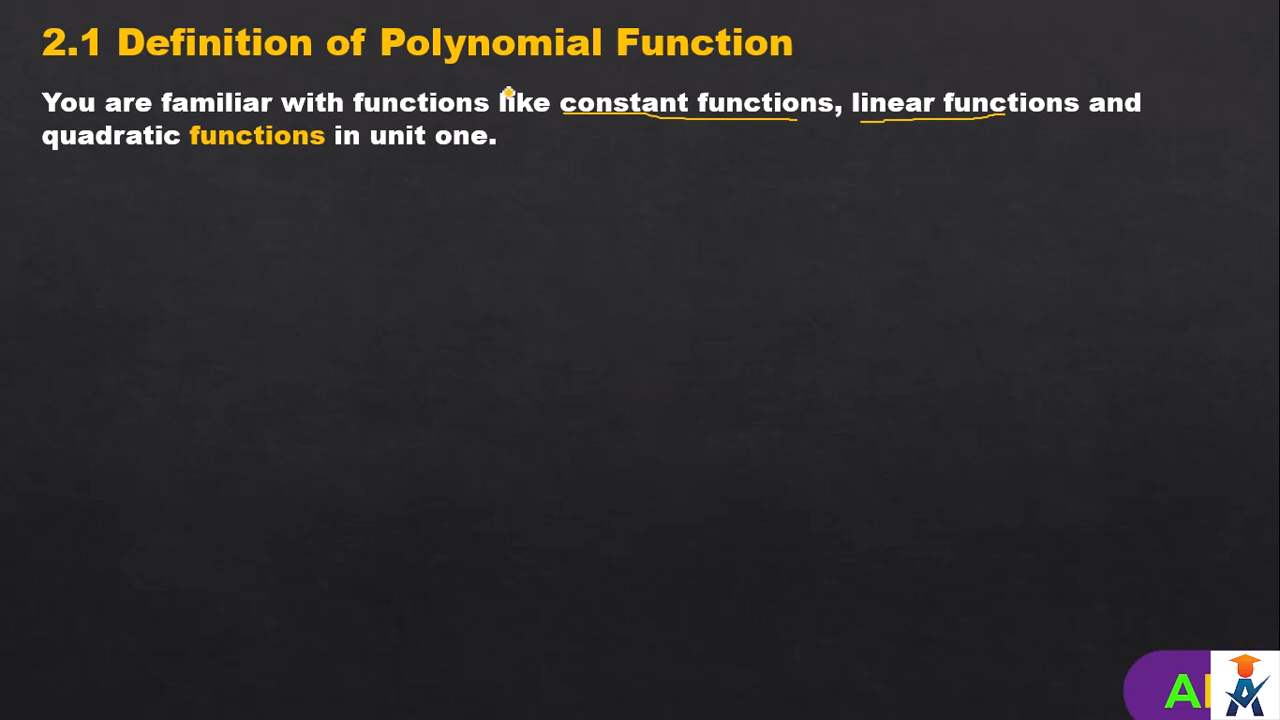 2.1 Definition of Polynomial Function
You are familiar with functions like constant functions, linear functions and
quadratic functions in unit one.